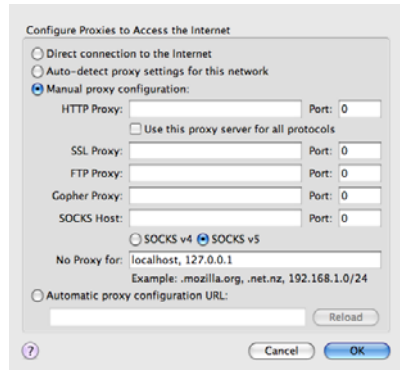 Configure Proxies to Access the Internet
Direct connection to the Internet
Auto-detect proxy settings for this network
Manual proxy configuration:
HTTP Proxy: Port: 0
Use this proxy server for all protocols
SSL Proxy: Port: 0
FTP Proxy: Port: 0
Gopher Proxy: Port: 0
SOCKS Host: Port: 0
SOCKS v4 SOCKS v5
No Proxy for: localhost, 127.0.0.1
Example: .mozilla.org, .net.nz, 192.168.1.0/24
Automatic proxy configuration URL:
Reload
? Cancel OK